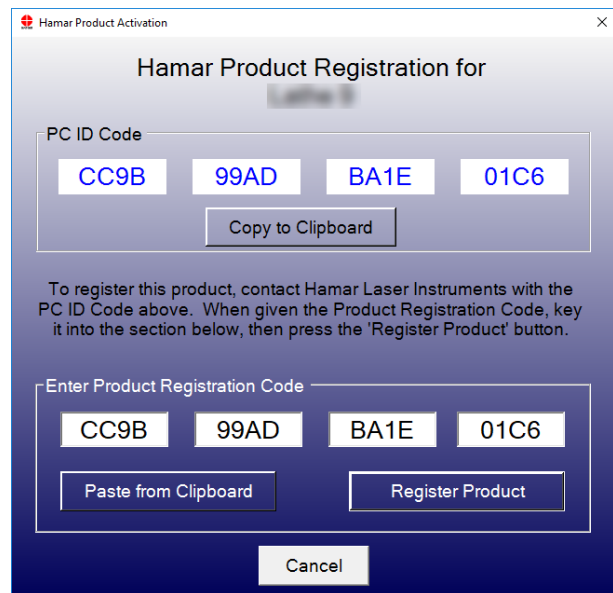 Hamar Product Activation
Hamar Product Registration for
PC ID Code
CC9B 99AD BA1E 01C6
Copy to Clipboard
To register this product, contact Hamar Laser Instruments with the
PC ID Code above. When given the Product Registration Code, key
it into the section below, then press the 'Register Product' button.
Enter Product Registration Code
CC9B 99AD BA1E 01C6
Paste from Clipboard Register Product
Cancel